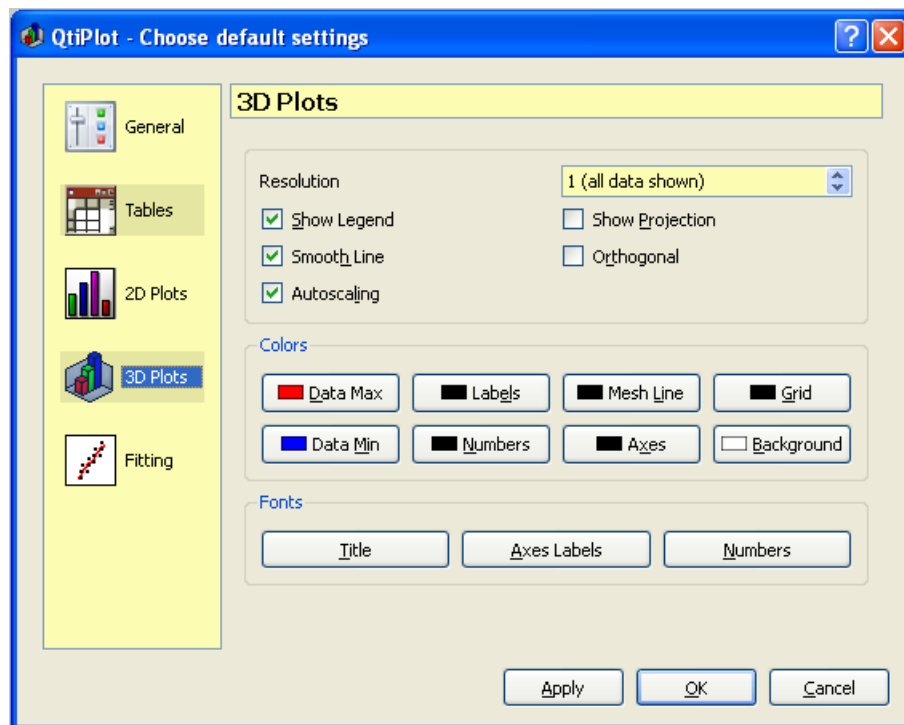 QtiPlot - Choose default settings
General
Tables
2D Plots
3D Plots
Fitting
3D Plots
Resolution
1 (all data shown)
Show Legend
Show Projection
Smooth Line
Orthogonal
Autoscaling
Colors
Data Max
Labels
Mesh Line
Grid
Data Min
Numbers
Axes
Background
Fonts
Title
Axes Labels
Numbers
Apply
OK
Cancel